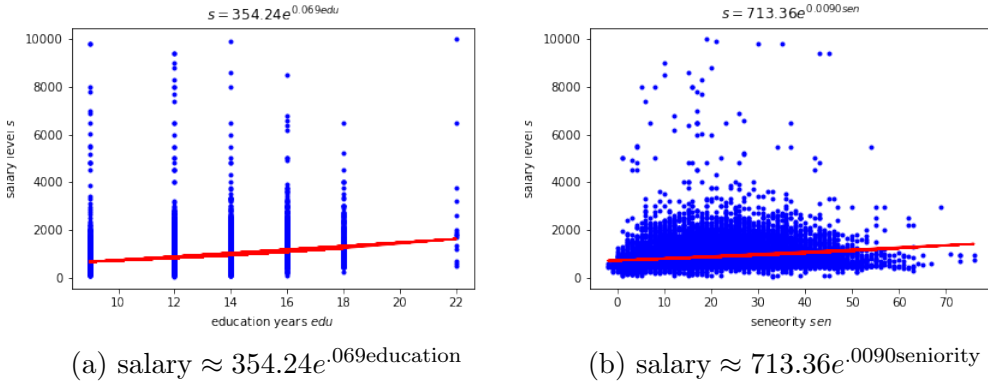 s = 354.24e^{0.069edu}
10000
8000
6000
4000
2000
0
salary level s
10 12 14 16 18 20 22
education years edu
(a) salary ≈ 354.24e^{.069education}
s = 713.36e^{0.0090sen}
10000
8000
6000
4000
2000
0
salary level s
0 10 20 30 40 50 60 70
seneority sen
(b) salary ≈ 713.36e^{.0090seniority}